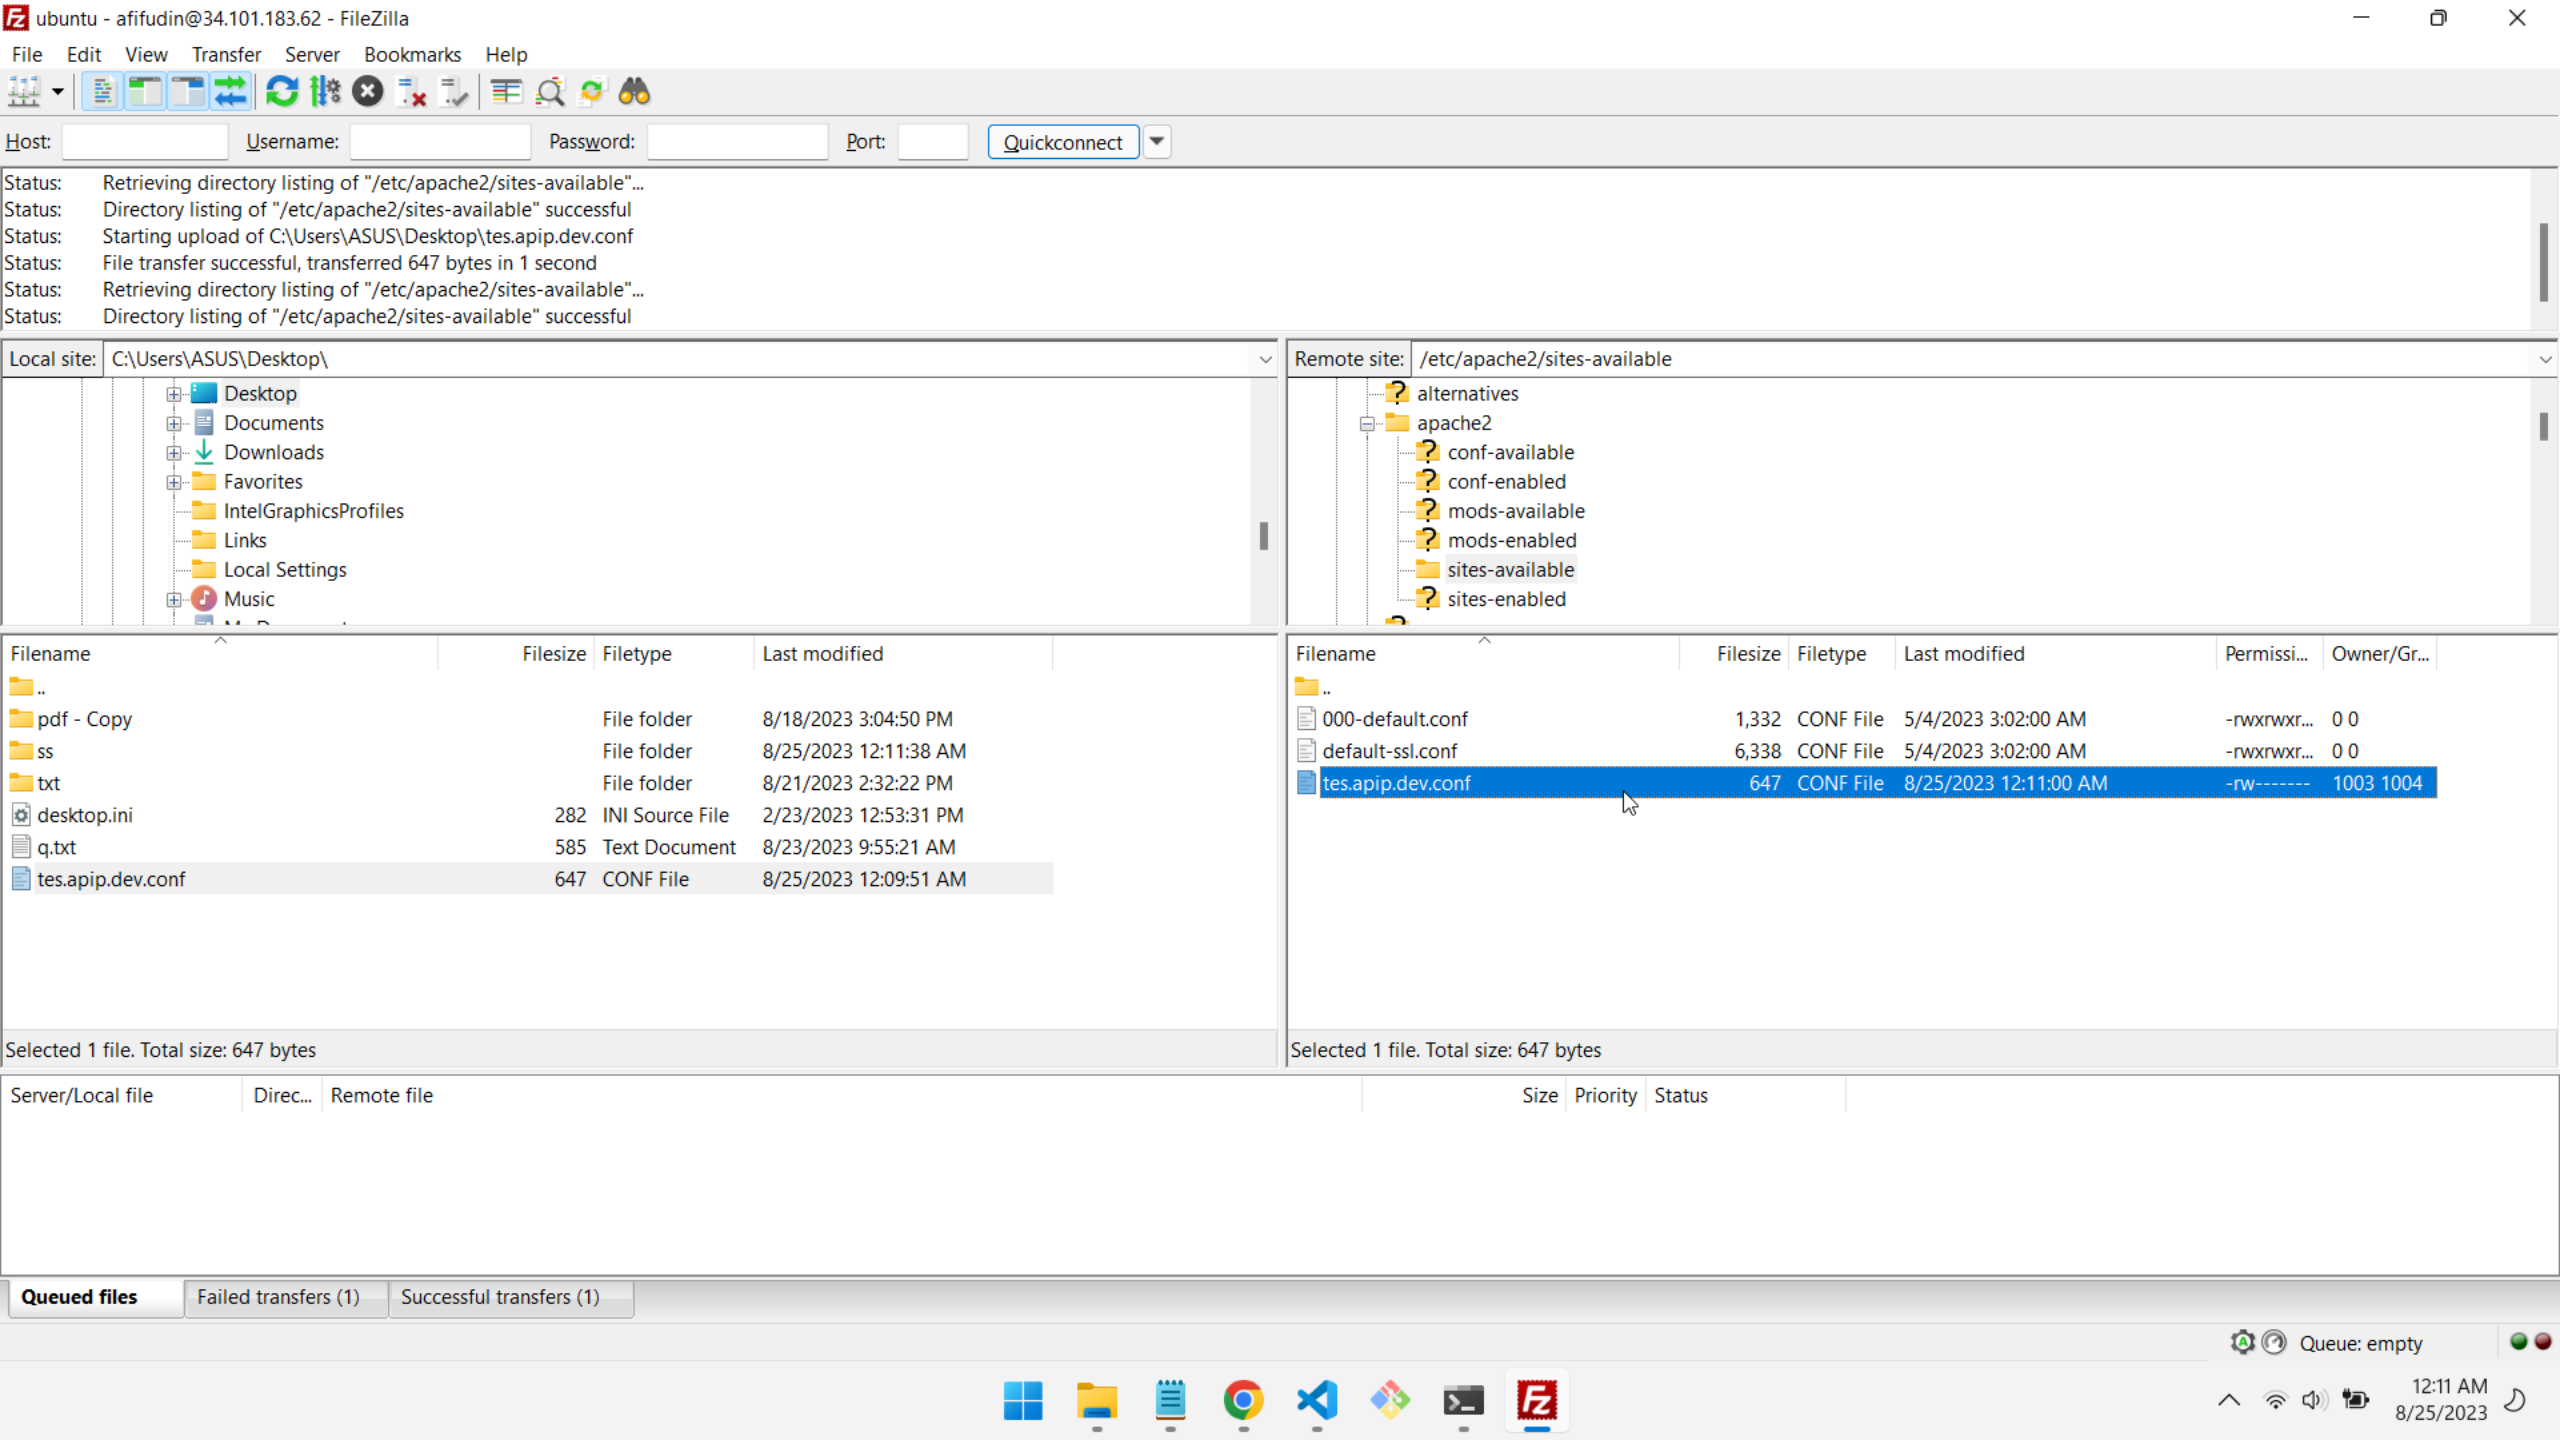 ubuntu - afifudin@34.101.183.62 - FileZilla
File Edit View Transfer Server Bookmarks Help
Host: Username: Password: Port: Quickconnect
Status: Retrieving directory listing of "/etc/apache2/sites-available"...
Status: Directory listing of "/etc/apache2/sites-available" successful
Status: Starting upload of C:\Users\ASUS\Desktop\tes.apip.dev.conf
Status: File transfer successful, transferred 647 bytes in 1 second
Status: Retrieving directory listing of "/etc/apache2/sites-available"...
Status: Directory listing of "/etc/apache2/sites-available" successful
Local site: C:\Users\ASUS\Desktop\
Desktop
Documents
Downloads
Favorites
IntelGraphicsProfiles
Links
Local Settings
Music
Remote site: /etc/apache2/sites-available
alternatives
apache2
conf-available
conf-enabled
mods-available
mods-enabled
sites-available
sites-enabled
Filename Filesize Filetype Last modified
..
pdf - Copy File folder 8/18/2023 3:04:50 PM
ss File folder 8/25/2023 12:11:38 AM
txt File folder 8/21/2023 2:32:22 PM
desktop.ini 282 INI Source File 2/23/2023 12:53:31 PM
q.txt 585 Text Document 8/23/2023 9:55:21 AM
tes.apip.dev.conf 647 CONF File 8/25/2023 12:09:51 AM
Selected 1 file. Total size: 647 bytes
Filename Filesize Filetype Last modified Permissi... Owner/Gr...
..
000-default.conf 1,332 CONF File 5/4/2023 3:02:00 AM -rwxrwxr... 0 0
default-ssl.conf 6,338 CONF File 5/4/2023 3:02:00 AM -rwxrwxr... 0 0
tes.apip.dev.conf 647 CONF File 8/25/2023 12:11:00 AM -rw------- 1003 1004
Selected 1 file. Total size: 647 bytes
Server/Local file Direc... Remote file Size Priority Status
Queued files Failed transfers (1) Successful transfers (1)
Queue: empty
12:11 AM
8/25/2023